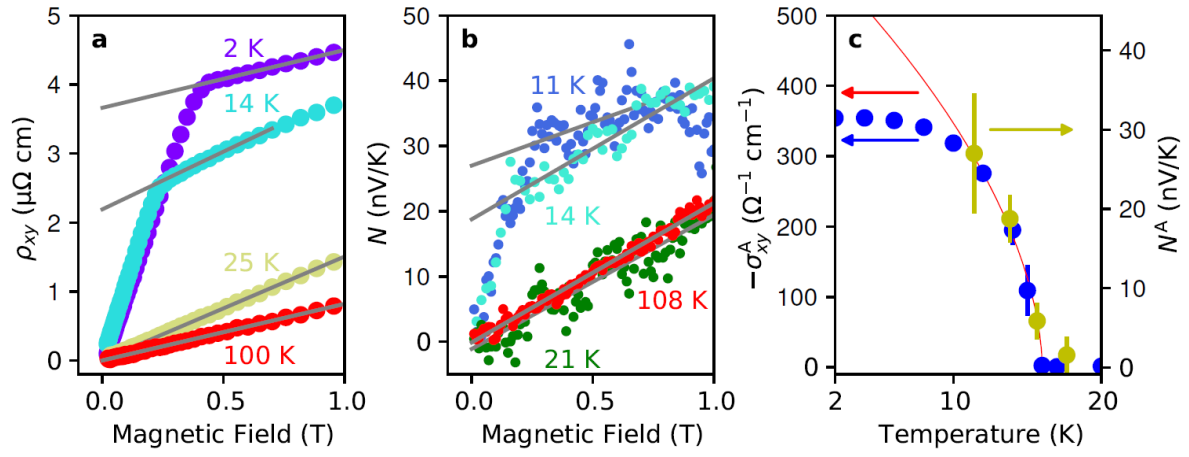 a
2 K
14 K
25 K
100 K
5
4
3
2
1
0
ρxy (μΩ cm)
0.0 0.5 1.0
Magnetic Field (T)
b
11 K
14 K
108 K
21 K
50
40
30
20
10
0
N (nV/K)
0.0 0.5 1.0
Magnetic Field (T)
c
500
400
300
200
100
0
−σᴬxy (Ω⁻¹ cm⁻¹)
40
30
20
10
0
Nᴬ (nV/K)
2 10 20
Temperature (K)